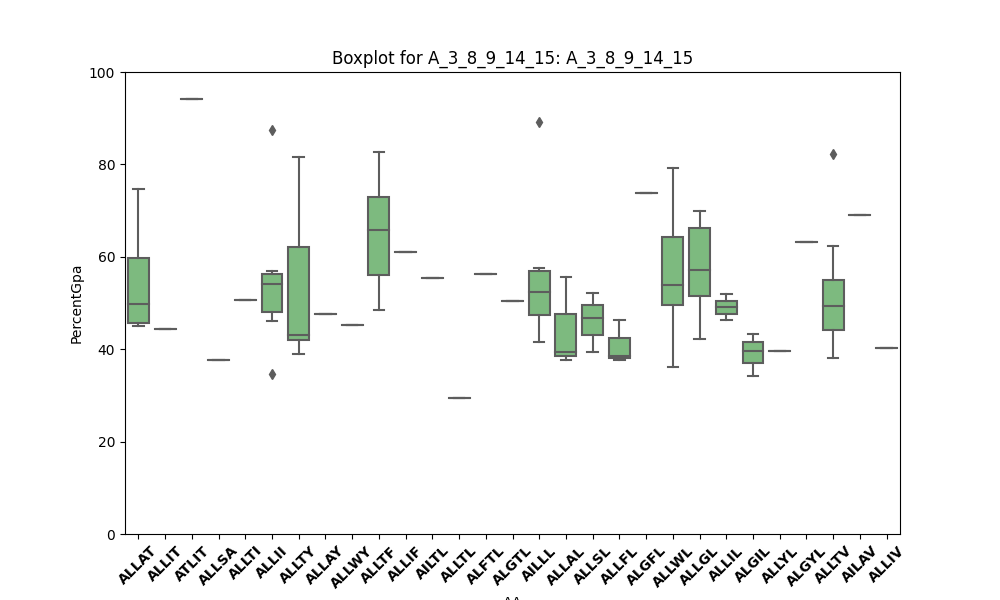 Boxplot for A_3_8_9_14_15: A_3_8_9_14_15
100
80
60
40
20
0
PercentGpa
ALLAT ALLIT ATLIT ALLSA ALLTI ALLII ALLTY ALLAY ALLWY ALLTF ALLIF AILTL ALLTL ALFTL ALGTL AILLL ALLAL ALLSL ALLFL ALGFL ALLWL ALLGL ALLIL ALGIL ALLYL ALGYL ALLTV AILAV ALLIV
AA